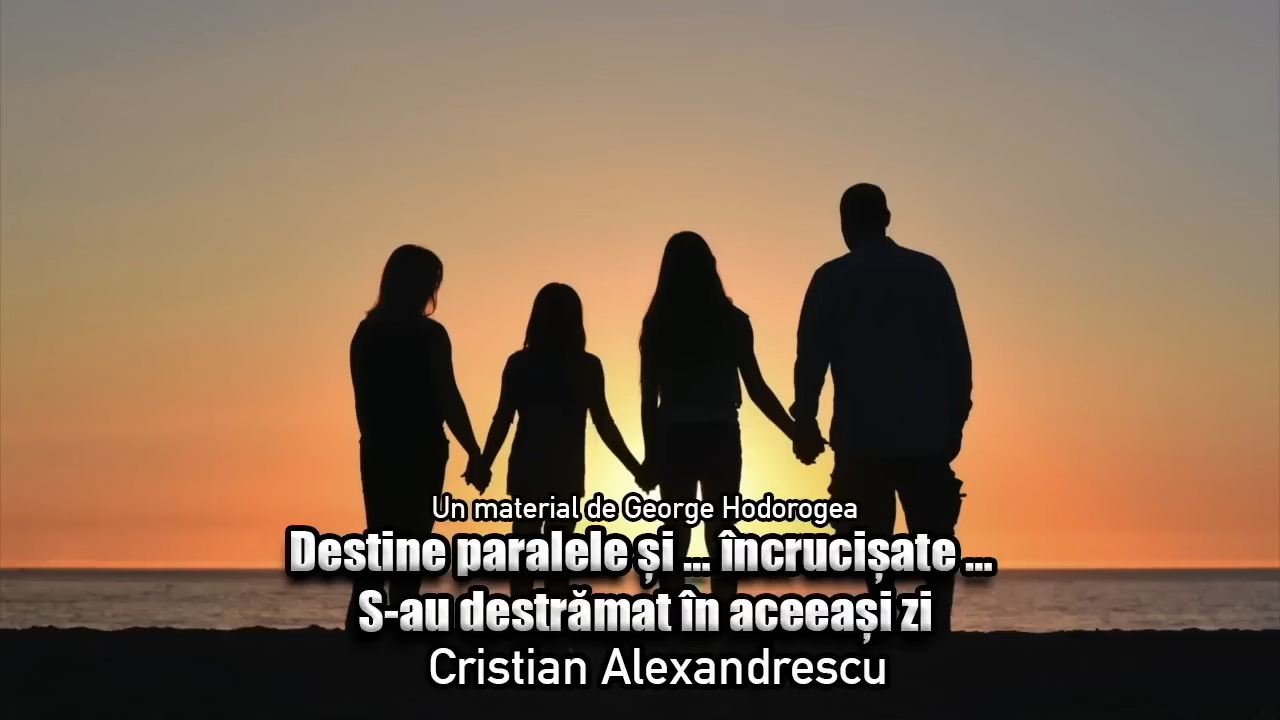 Un material de George Hodorogea
Destine paralele și ... încrucișate ...
S-au destrămat în aceeași zi
Cristian Alexandrescu